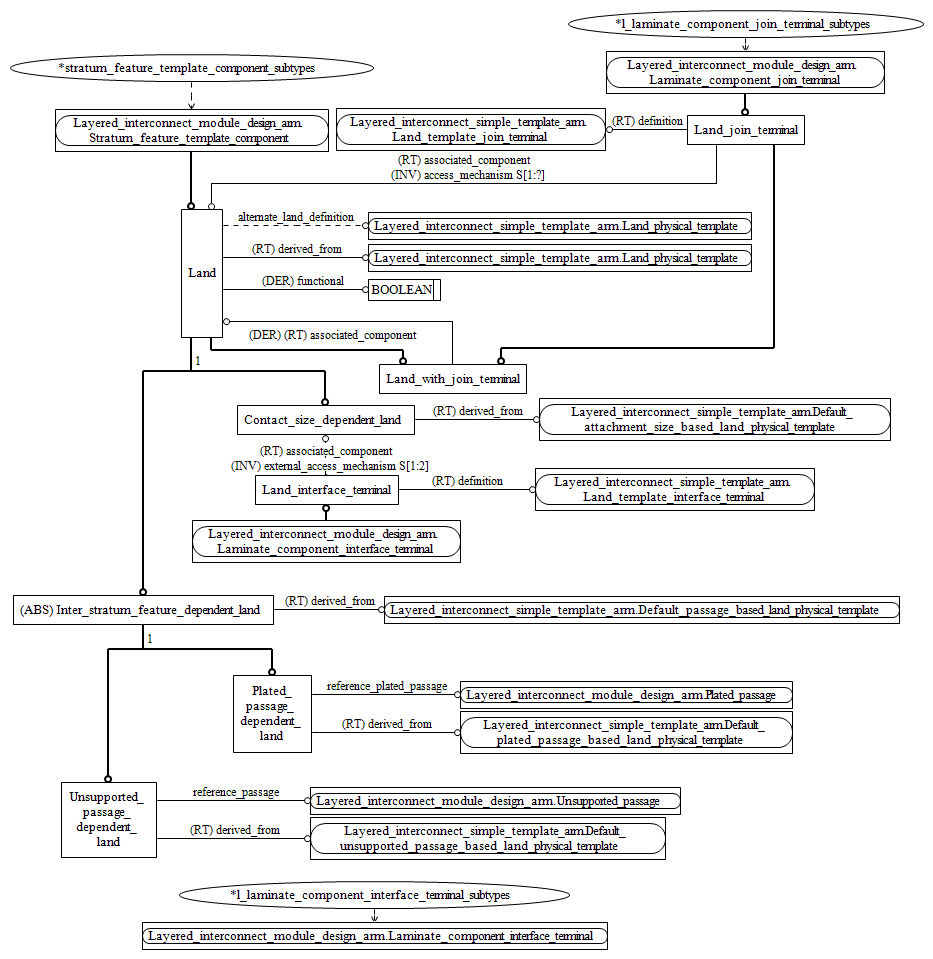 *l_laminate_component_join_terminal_subtypes
*stratum_feature_template_component_subtypes
Layered_interconnect_module_design_arm.
Laminate_component_join_terminal
Layered_interconnect_module_design_arm.
Stratum_feature_template_component
Layered_interconnect_simple_template_arm.
Land_template_join_terminal
(RT) definition
Land_join_terminal
(RT) associated_component
(INV) access_mechanism S[1:?]
Land
alternate_land_definition
Layered_interconnect_simple_template_arm.Land_physical_template
(RT) derived_from
Layered_interconnect_simple_template_arm.Land_physical_template
(DER) functional
BOOLEAN
(DER) (RT) associated_component
1
Land_with_join_terminal
Contact_size_dependent_land
(RT) derived_from
Layered_interconnect_simple_template_arm.Default_
attachment_size_based_land_physical_template
(RT) associated_component
(INV) external_access_mechanism S[1:2]
Land_interface_terminal
(RT) definition
Layered_interconnect_simple_template_arm.
Land_template_interface_terminal
Layered_interconnect_module_design_arm.
Laminate_component_interface_terminal
(ABS) Inter_stratum_feature_dependent_land
(RT) derived_from
Layered_interconnect_simple_template_arm.Default_passage_based_land_physical_template
1
Plated_
passage_
dependent_
land
reference_plated_passage
Layered_interconnect_module_design_arm.Plated_passage
(RT) derived_from
Layered_interconnect_simple_template_arm.Default_
plated_passage_based_land_physical_template
Unsupported_
passage_
dependent_
land
reference_passage
Layered_interconnect_module_design_arm.Unsupported_passage
(RT) derived_from
Layered_interconnect_simple_template_arm.Default_
unsupported_passage_based_land_physical_template
*l_laminate_component_interface_terminal_subtypes
Layered_interconnect_module_design_arm.Laminate_component_interface_terminal